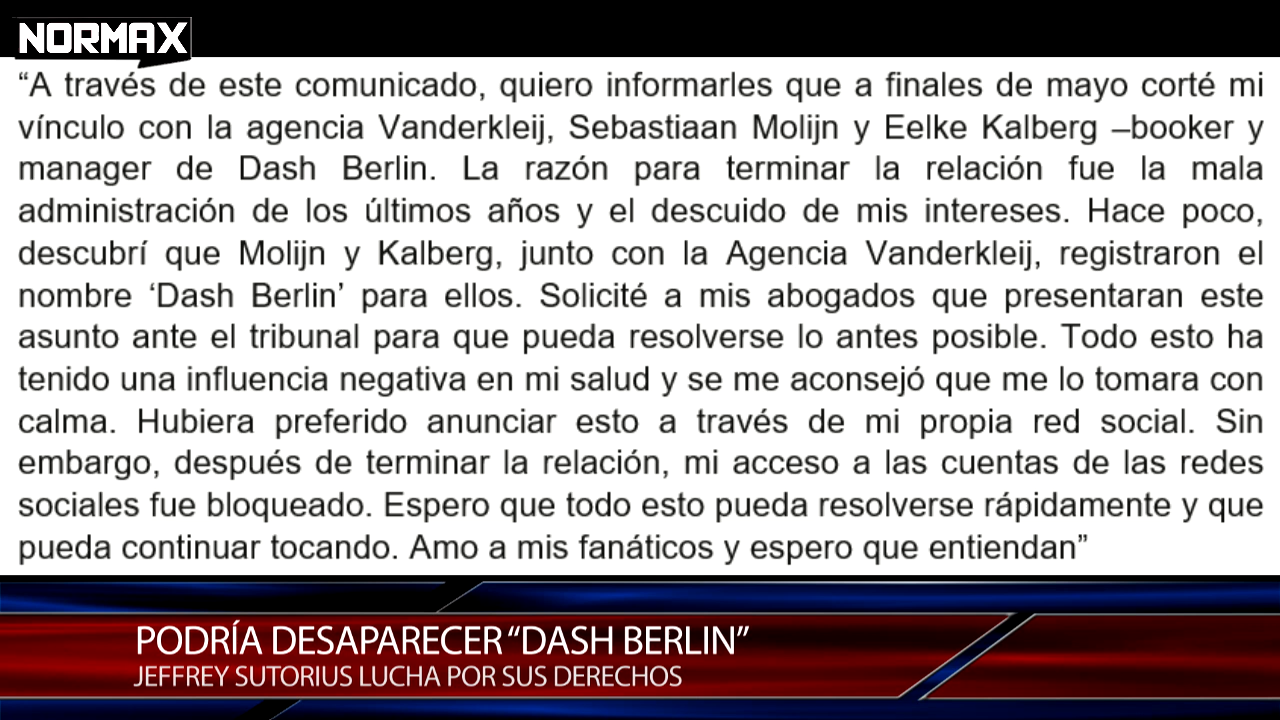 NORMAX
“A través de este comunicado, quiero informarles que a finales de mayo corté mi
vínculo con la agencia Vanderkleij, Sebastiaan Molijn y Eelke Kalberg –booker y
manager de Dash Berlin. La razón para terminar la relación fue la mala
administración de los últimos años y el descuido de mis intereses. Hace poco,
descubrí que Molijn y Kalberg, junto con la Agencia Vanderkleij, registraron el
nombre ‘Dash Berlin’ para ellos. Solicité a mis abogados que presentaran este
asunto ante el tribunal para que pueda resolverse lo antes posible. Todo esto ha
tenido una influencia negativa en mi salud y se me aconsejó que me lo tomara con
calma. Hubiera preferido anunciar esto a través de mi propia red social. Sin
embargo, después de terminar la relación, mi acceso a las cuentas de las redes
sociales fue bloqueado. Espero que todo esto pueda resolverse rápidamente y que
pueda continuar tocando. Amo a mis fanáticos y espero que entiendan”
PODRÍA DESAPARECER “DASH BERLIN”
JEFFREY SUTORIUS LUCHA POR SUS DERECHOS